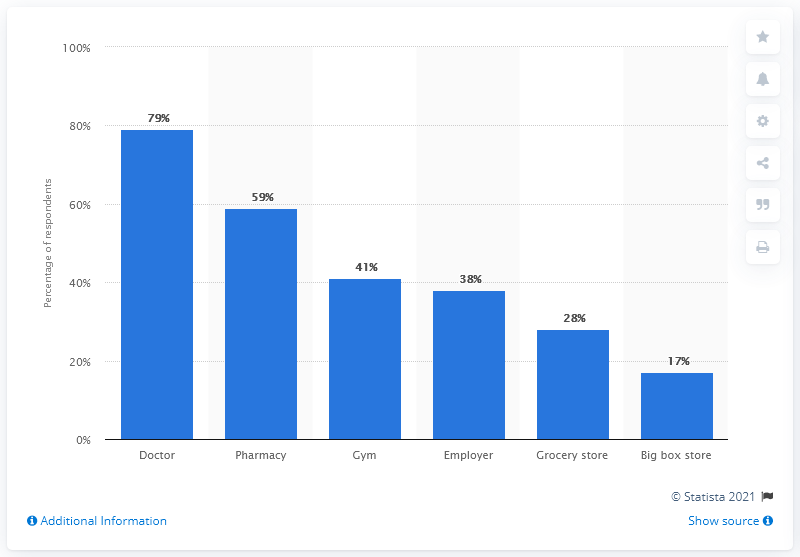 100%
80%
60%
40%
20%
0%
Percentage of respondents
79%
59%
41%
38%
28%
17%
Doctor
Pharmacy
Gym
Employer
Grocery store
Big box store
© Statista 2021
Additional Information
Show source